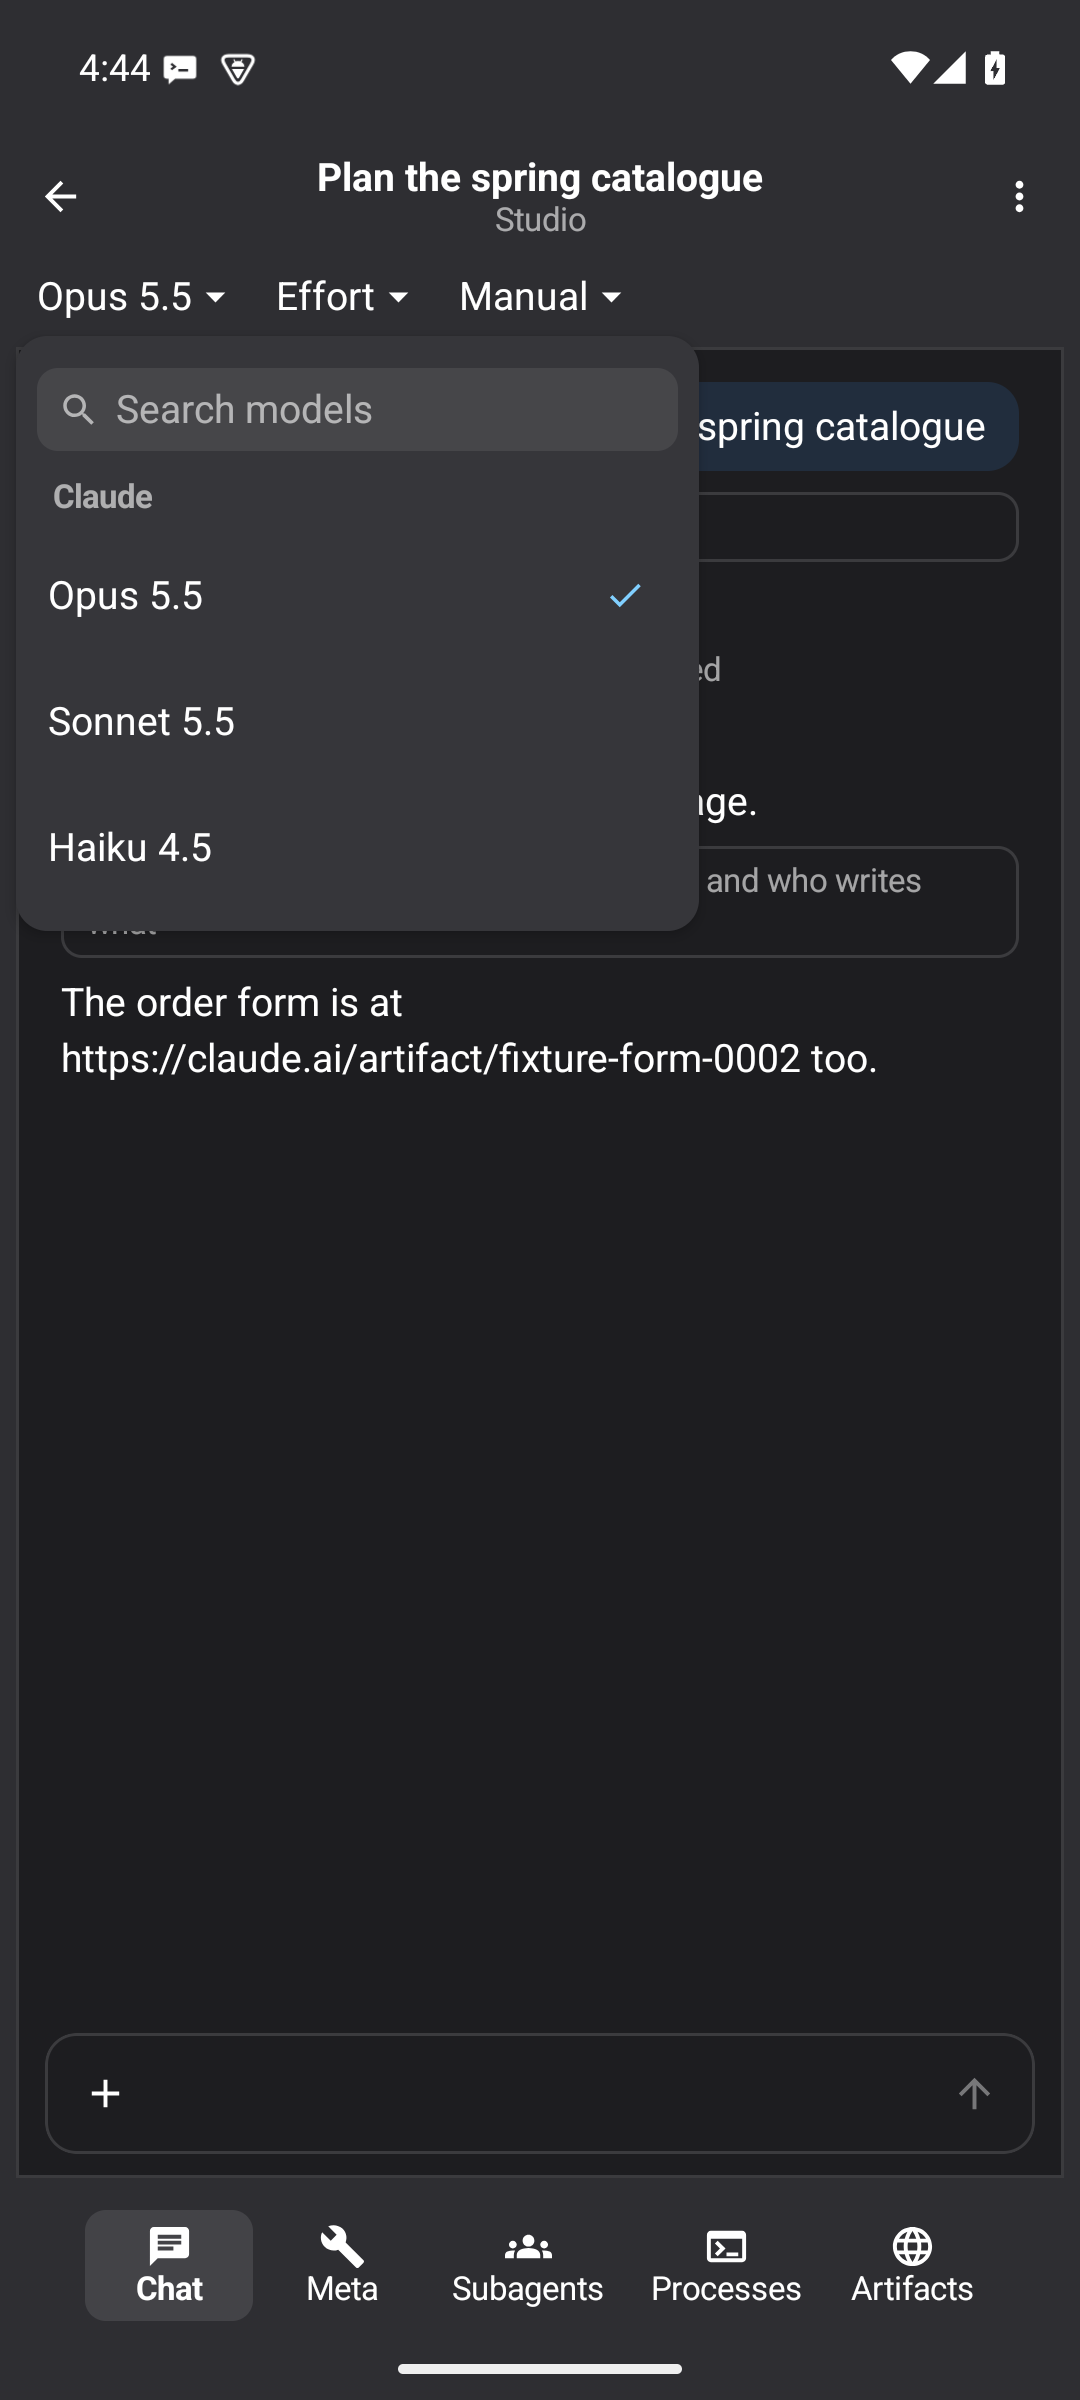 4:44
Plan the spring catalogue
Studio
Opus 5.5 Effort Manual
Search models
spring catalogue
Claude
Opus 5.5
Sonnet 5.5
Haiku 4.5
and who writes
The order form is at
https://claude.ai/artifact/fixture-form-0002 too.
Chat Meta Subagents Processes Artifacts